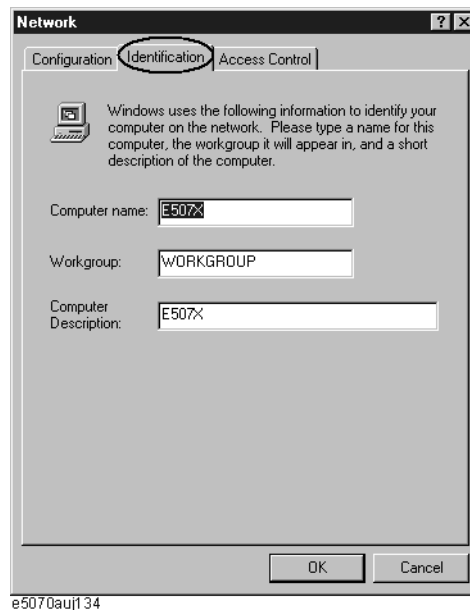 Network
Configuration Identification Access Control
Windows uses the following information to identify your
computer on the network. Please type a name for this
computer, the workgroup it will appear in, and a short
description of the computer.
Computer name: E507X
Workgroup: WORKGROUP
Computer
Description: E507X
OK Cancel
e5070auj134